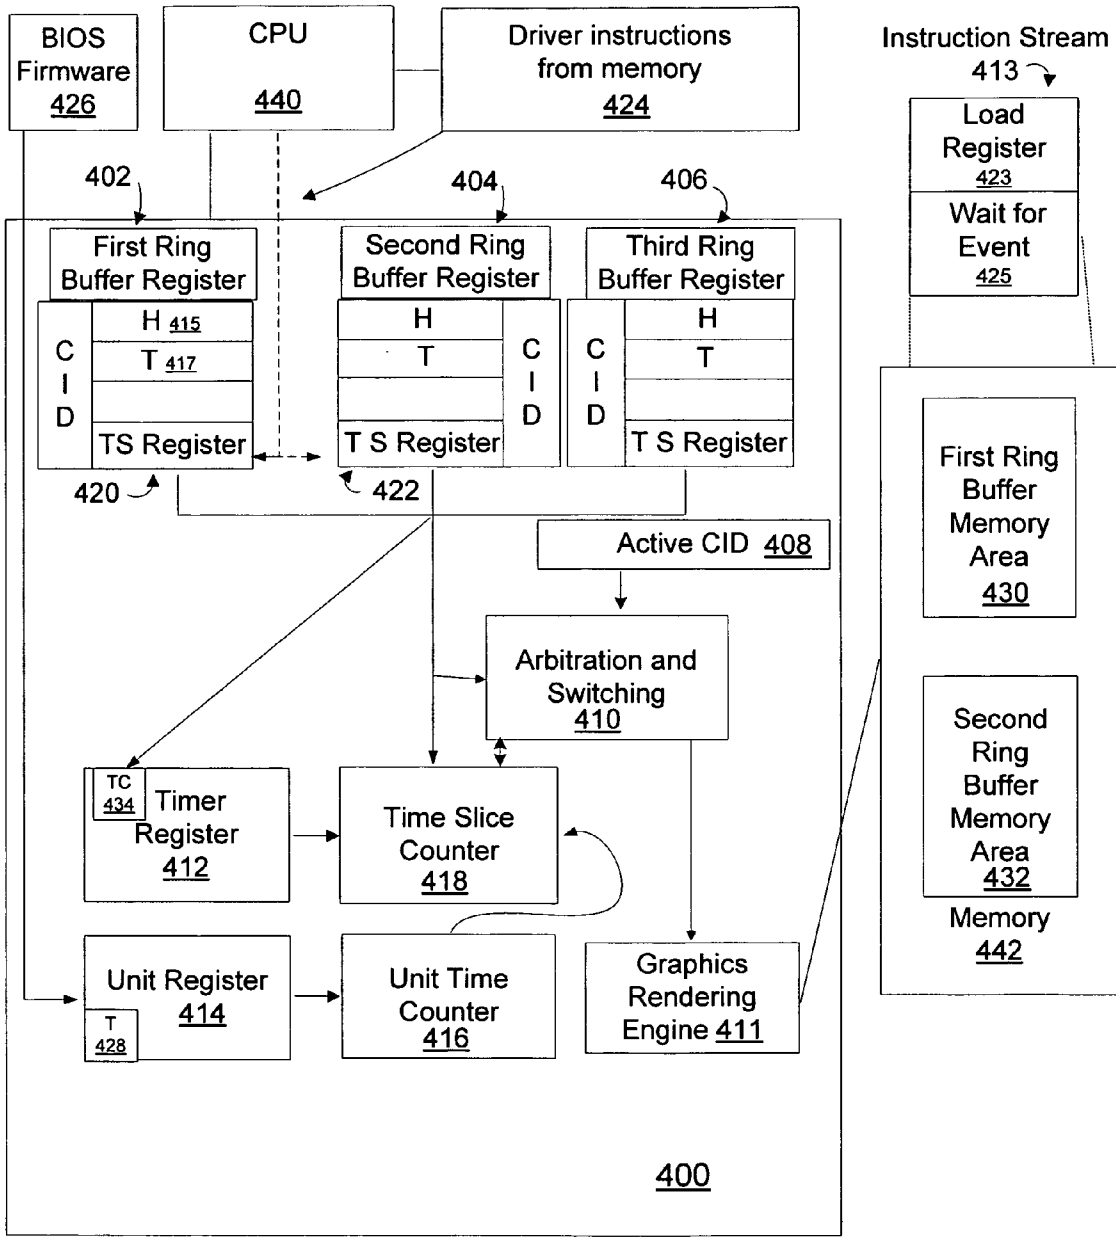 BIOS
Firmware
426
CPU
440
Driver instructions
from memory
424
Instruction Stream
413
Load
Register
423
Wait for
Event
425
402
404
406
First Ring
Buffer Register
H 415
T 417
C
I
D
TS Register
420
Second Ring
Buffer Register
H
T
C
I
D
T S Register
422
Third Ring
Buffer Register
H
T
C
I
D
T S Register
Active CID 408
Arbitration and
Switching
410
TC
434
Timer
Register
412
Time Slice
Counter
418
Unit Register
414
T
428
Unit Time
Counter
416
Graphics
Rendering
Engine 411
First Ring
Buffer
Memory
Area
430
Second
Ring
Buffer
Memory
Area
432
Memory
442
400